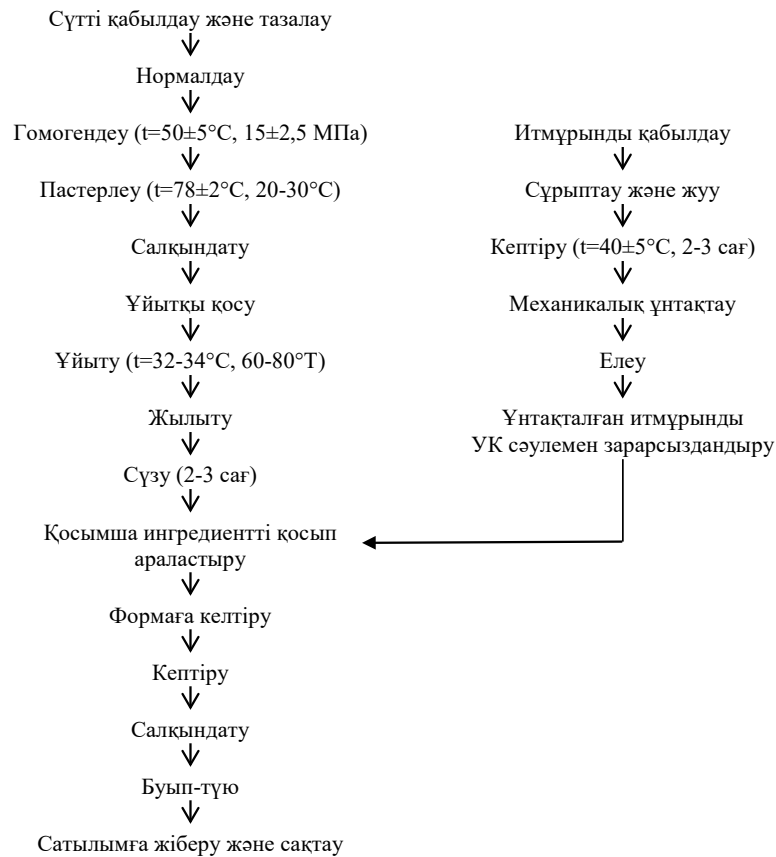 Сүтті қабылдау және тазалау
Нормалдау
Гомогендеу (t=50±5°C, 15±2,5 МПа)
Пастерлеу (t=78±2°C, 20-30°C)
Салқындату
Ұйытқы қосу
Ұйыту (t=32-34°C, 60-80°Т)
Жылыту
Сүзу (2-3 сағ)
Қосымша ингредиентті қосып
араластыру
Формаға келтіру
Кептіру
Салқындату
Буып-түю
Сатылымға жіберу және сақтау
Итмұрынды қабылдау
Сұрыптау және жуу
Кептіру (t=40±5°C, 2-3 сағ)
Механикалық ұнтақтау
Елеу
Ұнтақталған итмұрынды
УК сәулемен зарарсыздандыру